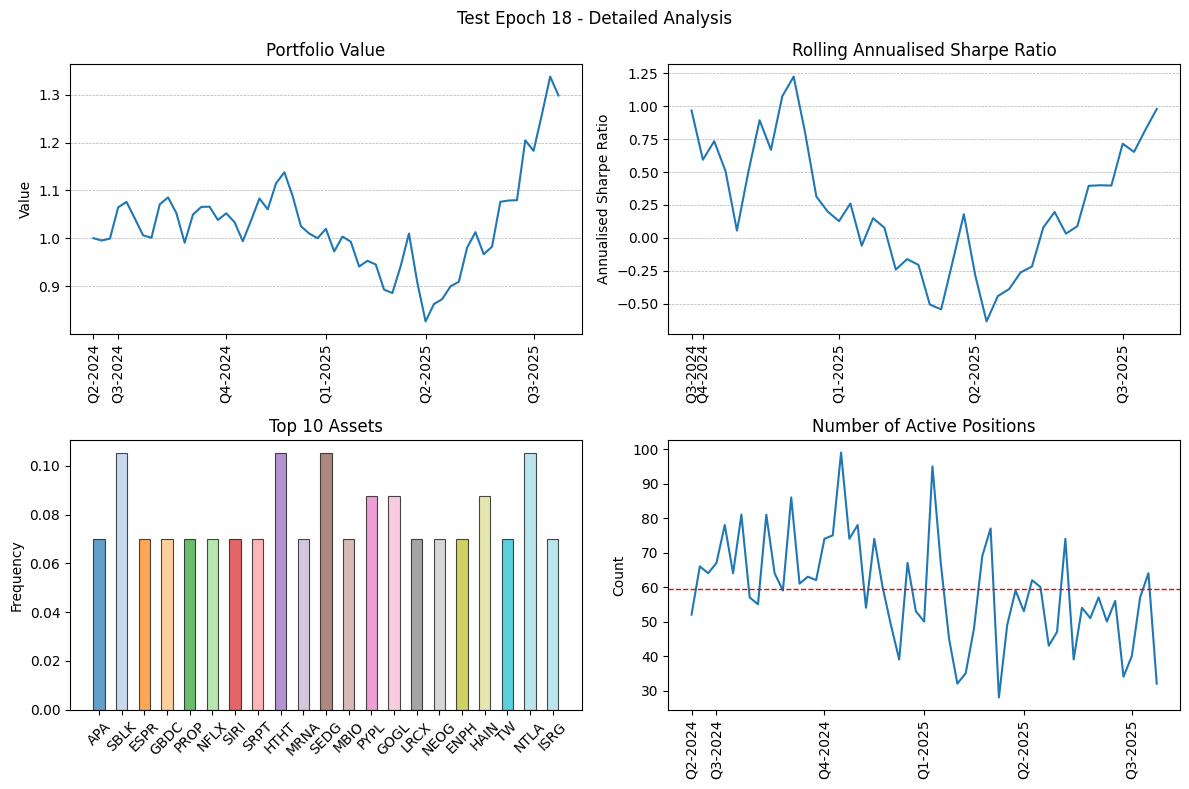 Test Epoch 18 - Detailed Analysis
Portfolio Value
Value
1.3
1.2
1.1
1.0
0.9
Q2-2024
Q3-2024
Q4-2024
Q1-2025
Q2-2025
Q3-2025
Rolling Annualised Sharpe Ratio
Annualised Sharpe Ratio
1.25
1.00
0.75
0.50
0.25
0.00
−0.25
−0.50
Q3-2024
Q4-2024
Q1-2025
Q2-2025
Q3-2025
Top 10 Assets
Frequency
0.10
0.08
0.06
0.04
0.02
0.00
APA
SBLK
ESPR
GBDC
PROP
NFLX
SIRI
SRPT
HTHT
MRNA
SEDG
MBIO
PYPL
GOGL
LRCX
NEOG
ENPH
HAIN
TW
NTLA
ISRG
Number of Active Positions
Count
100
90
80
70
60
50
40
30
Q2-2024
Q3-2024
Q4-2024
Q1-2025
Q2-2025
Q3-2025